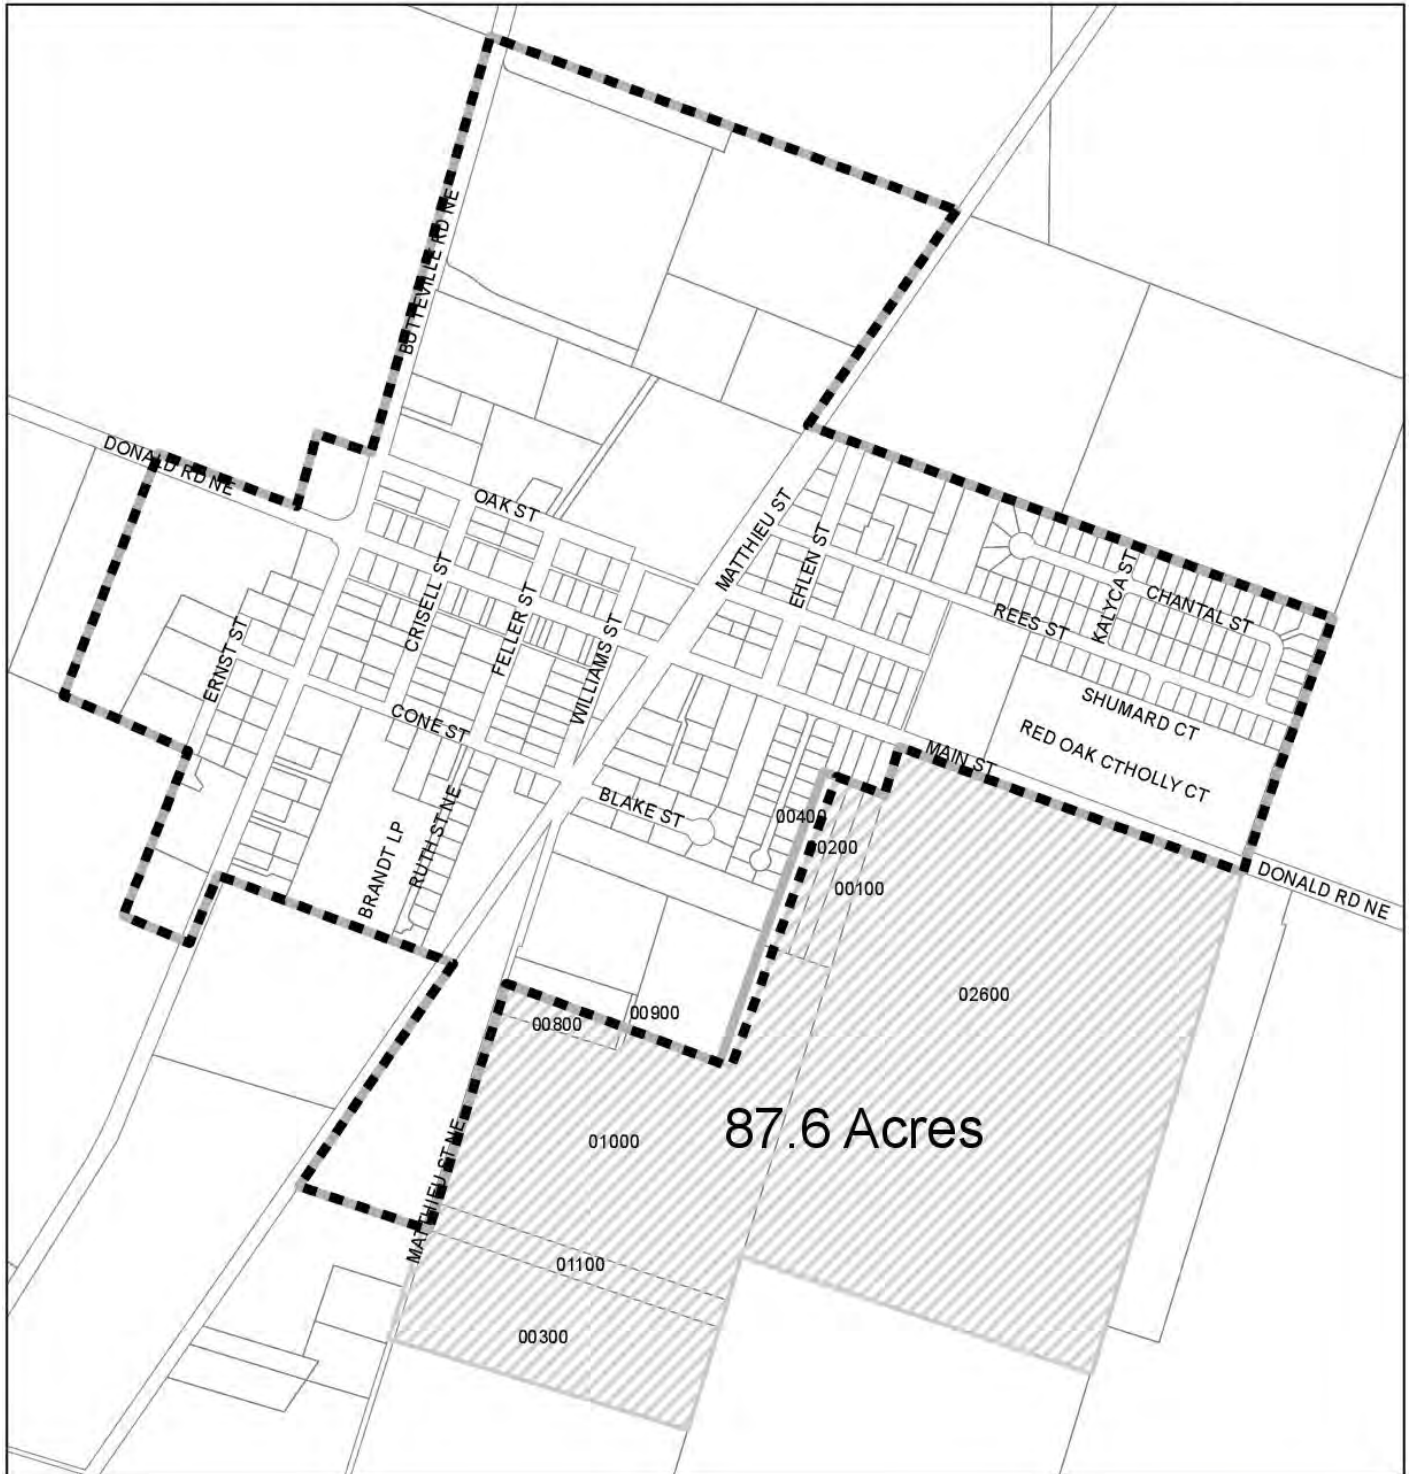 BUTTEVILLE RD NE
DONALD RD NE
OAK ST
MATTHIEU ST
EHLEN ST
KALYCA ST
CHANTAL ST
REES ST
CRISELL ST
FELLER ST
WILLIAMS ST
ERNST ST
SHUMARD CT
RED OAK CTHOLLY CT
CONE ST
MAIN ST
BLAKE ST
RUTH ST NE
BRANDT LP
00400
00200
00100
DONALD RD NE
02600
00900
00800
87.6 Acres
01000
MATTHIEU ST NE
01100
00300